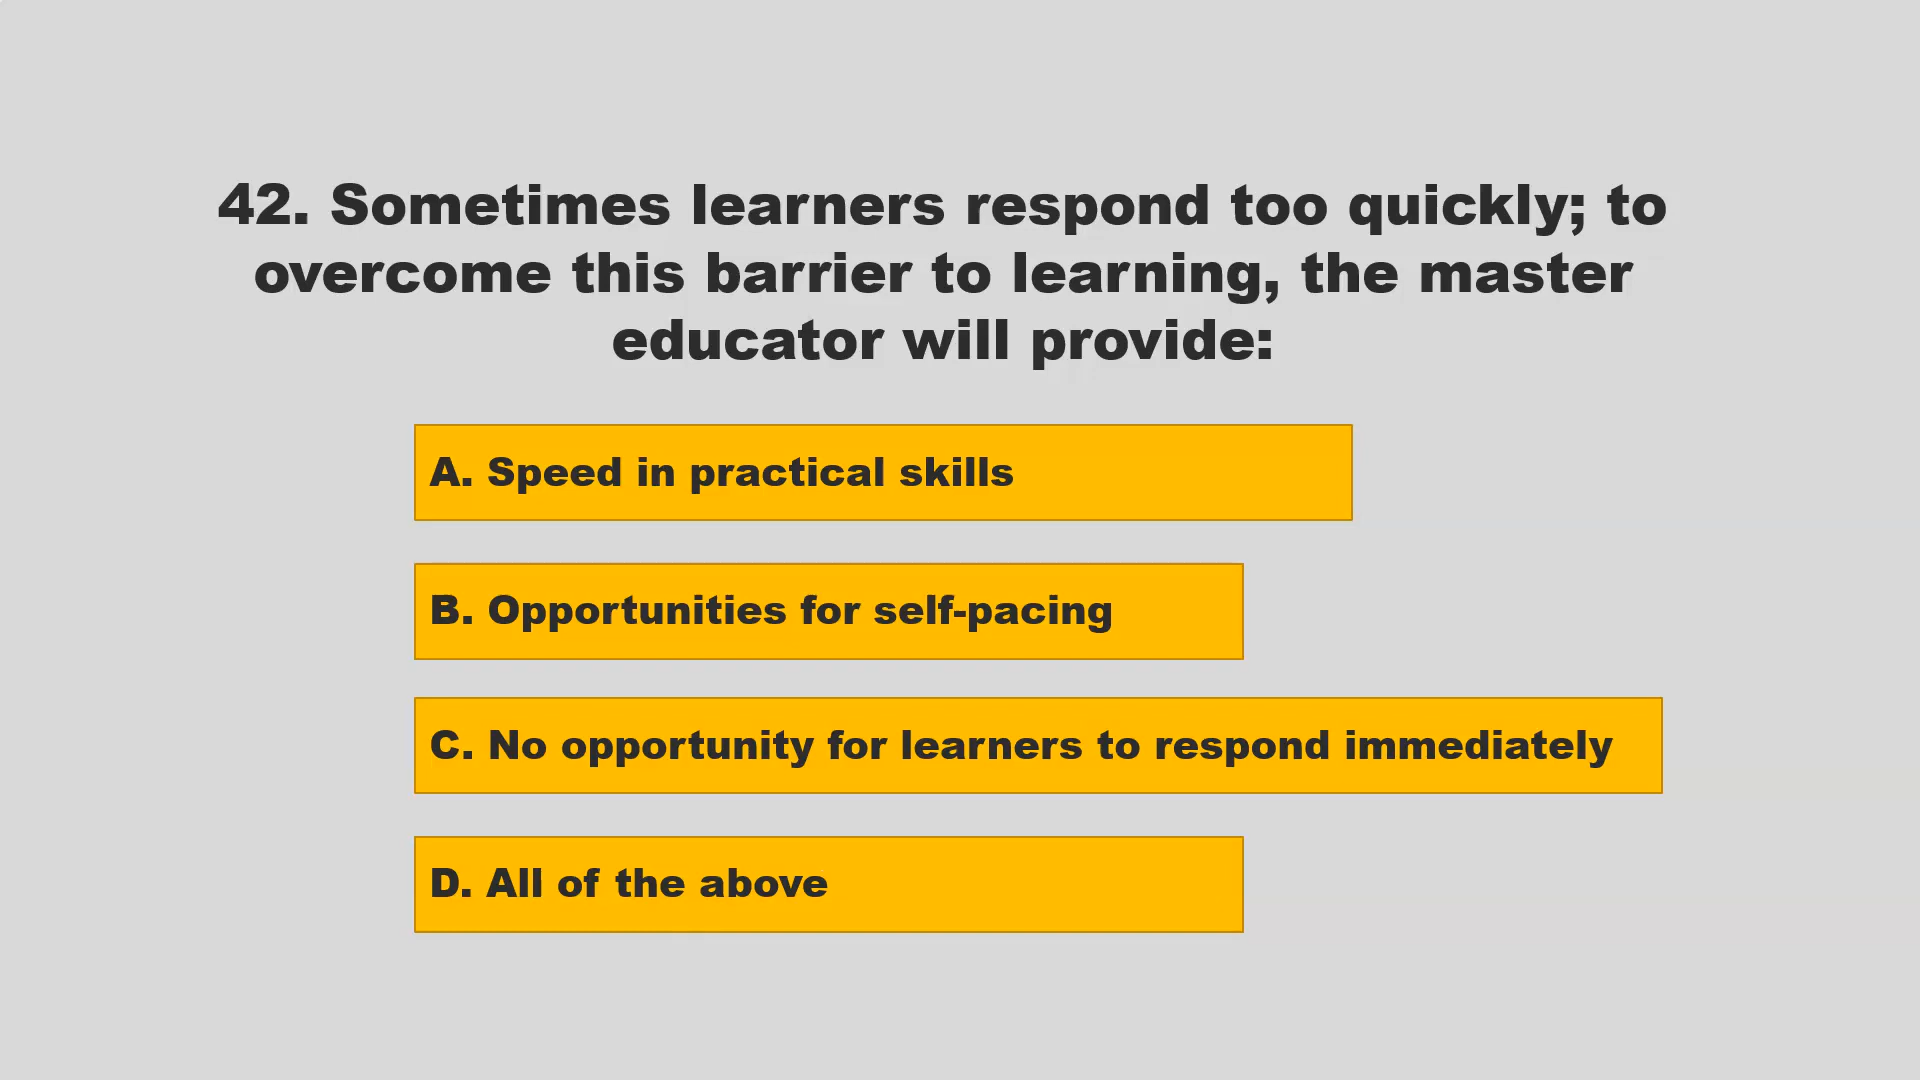 42. Sometimes learners respond too quickly; to
overcome this barrier to learning, the master
educator will provide:
A. Speed in practical skills
B. Opportunities for self-pacing
C. No opportunity for learners to respond immediately
D. All of the above